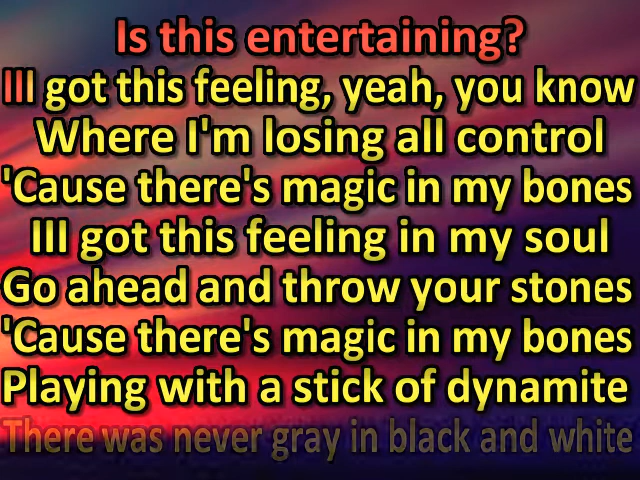 Is this entertaining?
III got this feeling, yeah, you know
Where I'm losing all control
'Cause there's magic in my bones
III got this feeling in my soul
Go ahead and throw your stones
'Cause there's magic in my bones
Playing with a stick of dynamite
There was never gray in black and white